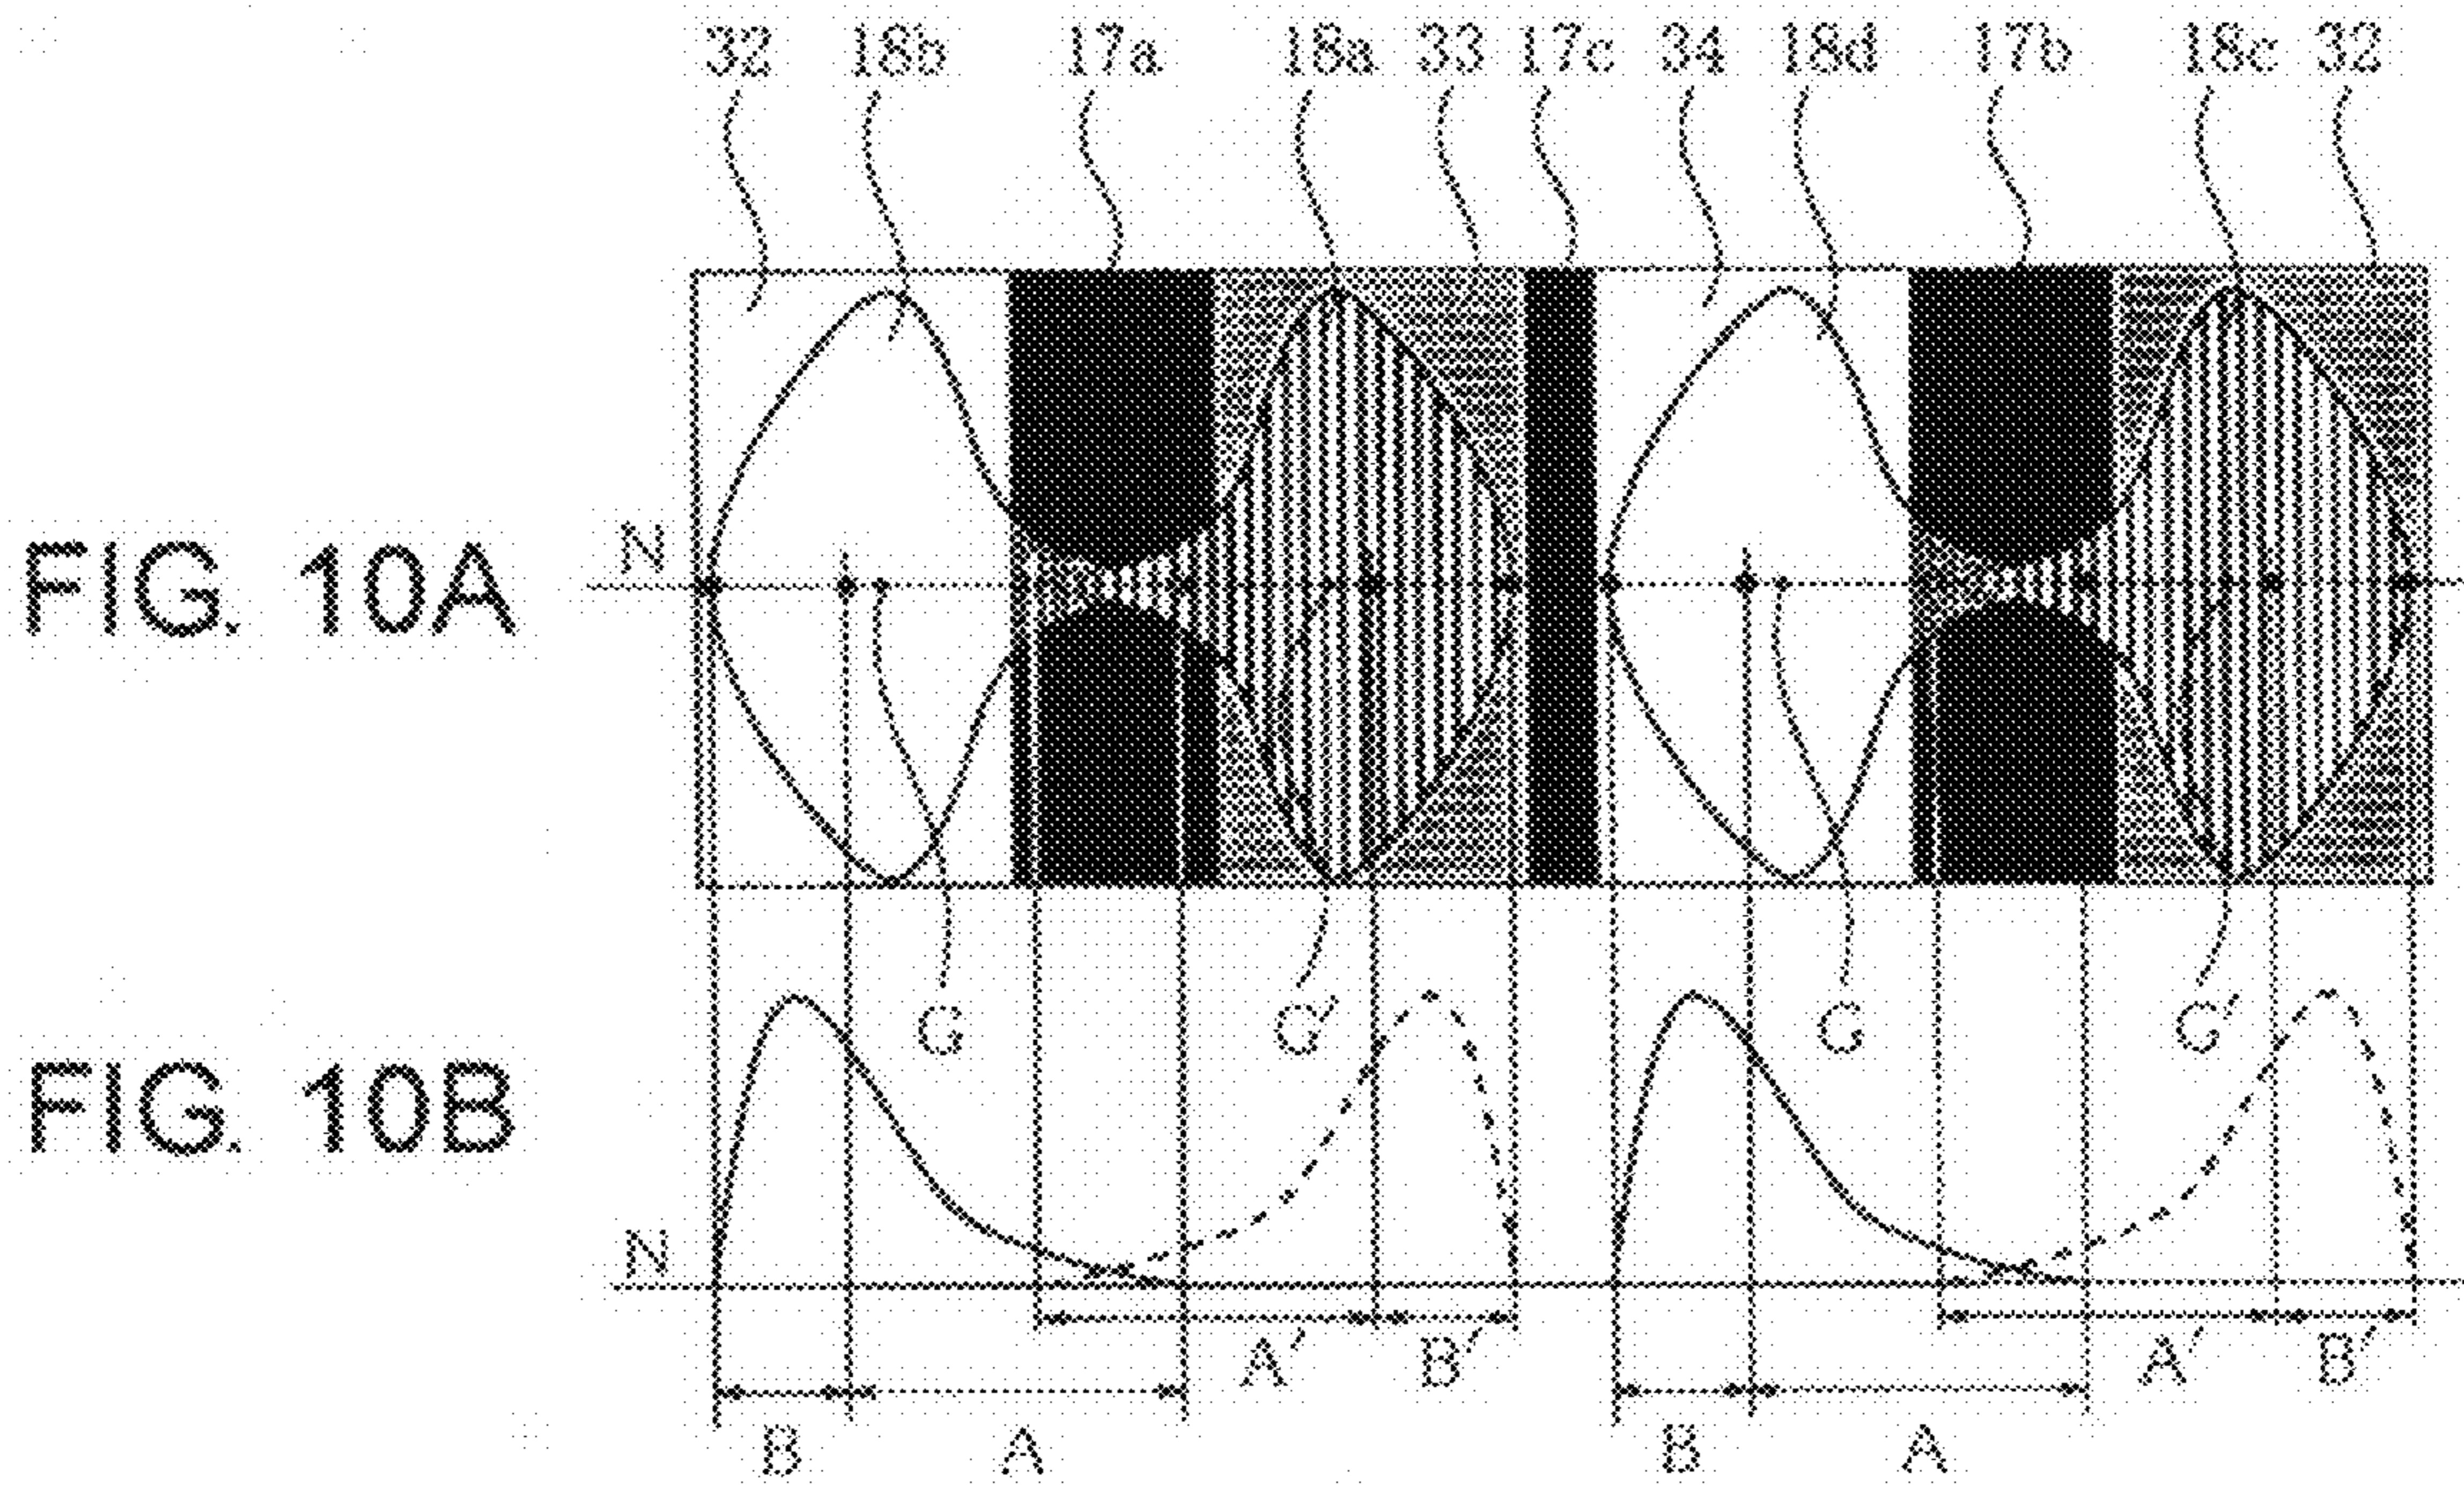 32 18b 17a 18a 33 17c 34 18d 17b 18c 32
N
FIG. 10A
G G' G G'
FIG. 10B
N
A' B' A' B'
B A B A